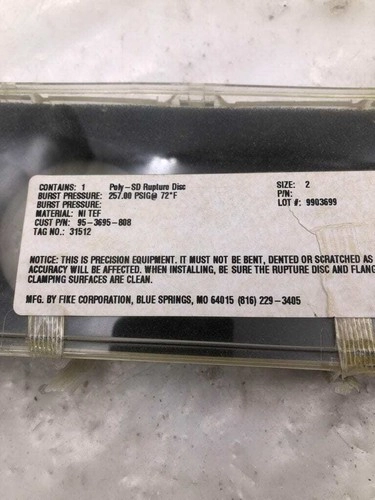 CONTAINS: 1 Poly-SD Rupture Disc SIZE: 2
BURST PRESSURE: 257.00 PSIG@ 72°F P/N:
BURST PRESSURE: LOT #: 9903699
MATERIAL: NI TEF
CUST P/N: 95-3695-808
TAG NO.: 31512
NOTICE: THIS IS PRECISION EQUIPMENT. IT MUST NOT BE BENT, DENTED OR SCRATCHED AS
ACCURACY WILL BE AFFECTED. WHEN INSTALLING, BE SURE THE RUPTURE DISC AND FLANG
CLAMPING SURFACES ARE CLEAN.
MFG. BY FIKE CORPORATION, BLUE SPRINGS, MO 64015 (816) 229-3405